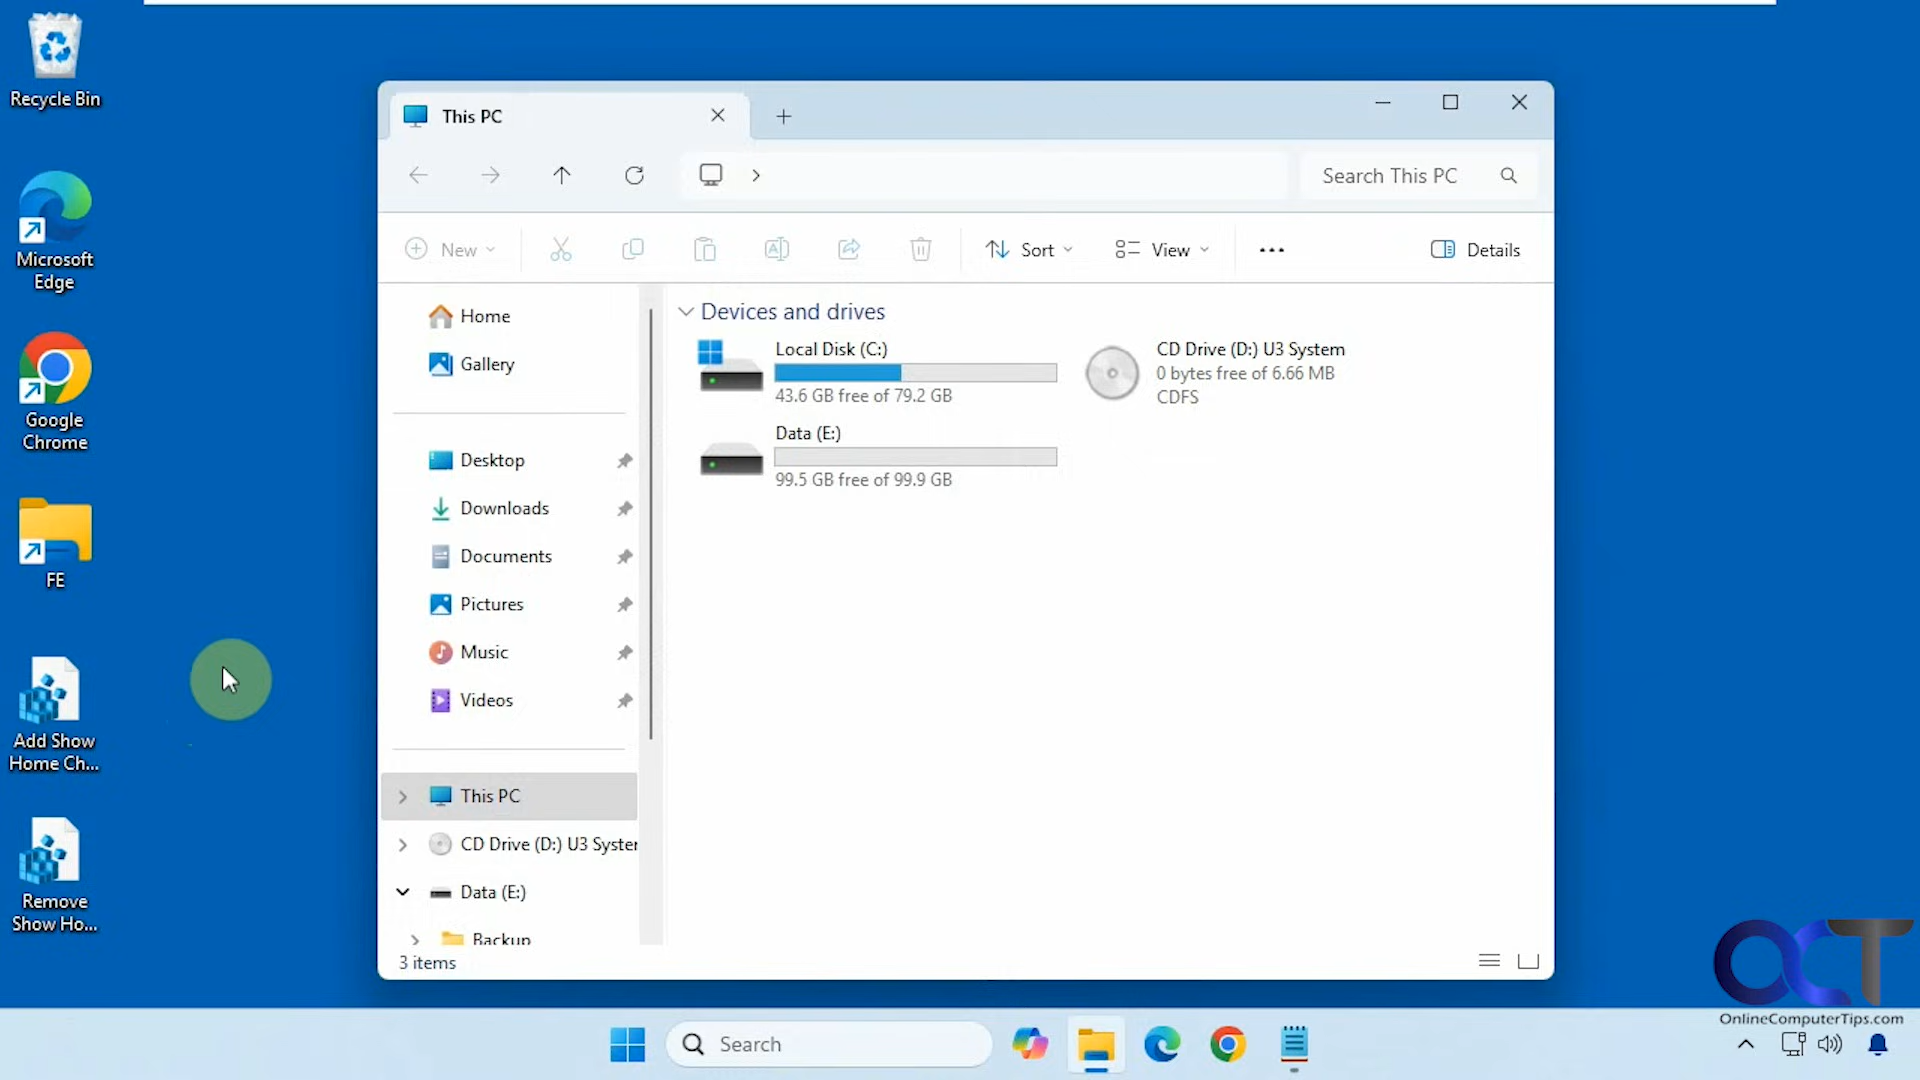 Recycle Bin
Microsoft
Edge
Google
Chrome
FE
Add Show
Home Ch...
Remove
Show Ho...
This PC
Search This PC
New
Sort
View
Details
Home
Gallery
Desktop
Downloads
Documents
Pictures
Music
Videos
This PC
CD Drive (D:) U3 System
Data (E:)
Backup
3 items
Devices and drives
Local Disk (C:)
43.6 GB free of 79.2 GB
CD Drive (D:) U3 System
0 bytes free of 6.66 MB
CDFS
Data (E:)
99.5 GB free of 99.9 GB
OCT
OnlineComputerTips.com
Search